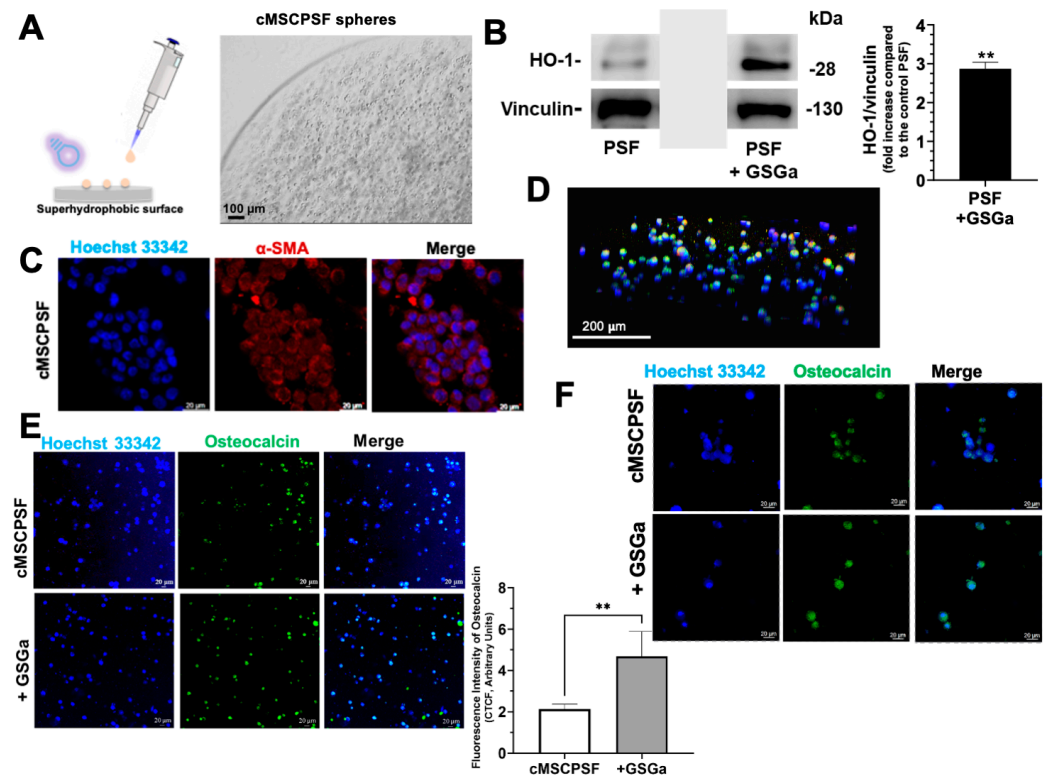 A
cMSCPSF spheres
Superhydrophobic surface
100 µm
B
kDa
HO-1-
-28
Vinculin-
-130
PSF
PSF
+ GSGa
HO-1/vinculin
(fold increase compared
to the control PSF)
4
3
2
1
0
**
PSF
+GSGa
C
Hoechst 33342
α-SMA
Merge
cMSCPSF
20 µm
20 µm
20 µm
D
200 µm
E
Hoechst 33342
Osteocalcin
Merge
cMSCPSF
20 µm
20 µm
20 µm
+ GSGa
20 µm
20 µm
20 µm
Fluorescence Intensity of Osteocalcin
(CTCF, Arbitrary Units)
8
6
4
2
0
**
cMSCPSF
+GSGa
F
Hoechst 33342
Osteocalcin
Merge
cMSCPSF
20 µm
20 µm
20 µm
+ GSGa
20 µm
20 µm
20 µm